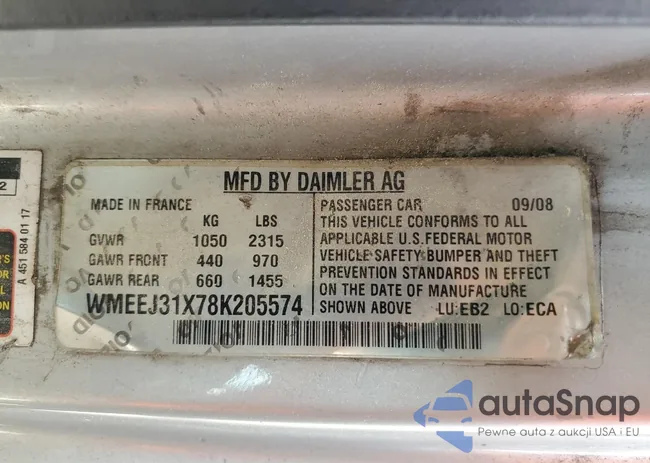 MFD BY DAIMLER AG
MADE IN FRANCE
KG LBS
GVWR 1050 2315
GAWR FRONT 440 970
GAWR REAR 660 1455
WMEEJ31X78K205574
PASSENGER CAR 09/08
THIS VEHICLE CONFORMS TO ALL
APPLICABLE U.S. FEDERAL MOTOR
VEHICLE SAFETY, BUMPER AND THEFT
PREVENTION STANDARDS IN EFFECT
ON THE DATE OF MANUFACTURE
SHOWN ABOVE LU:EB2 LO:ECA
A 451 584 01 17
2
autoSnap
Pewne auta z aukcji USA i EU